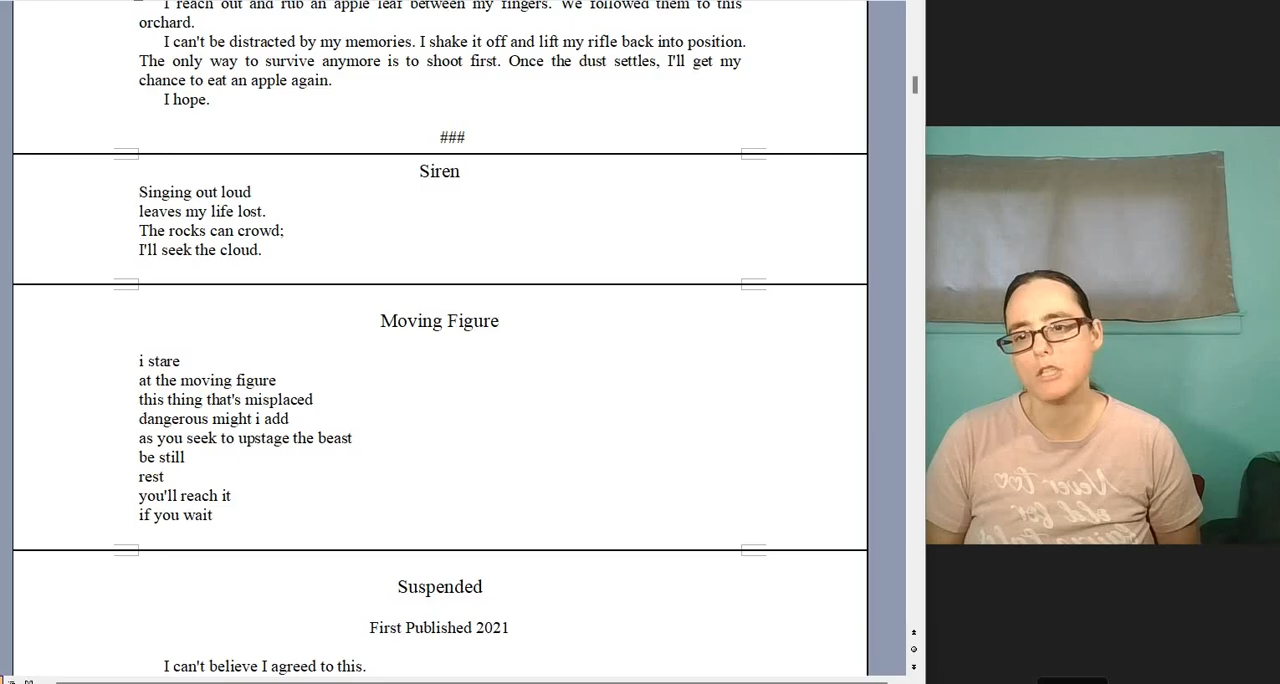 I reach out and rub an apple leaf between my fingers. We followed them to this
orchard.
I can't be distracted by my memories. I shake it off and lift my rifle back into position.
The only way to survive anymore is to shoot first. Once the dust settles, I'll get my
chance to eat an apple again.
I hope.
###
Siren
Singing out loud
leaves my life lost.
The rocks can crowd;
I'll seek the cloud.
Moving Figure
i stare
at the moving figure
this thing that's misplaced
dangerous might i add
as you seek to upstage the beast
be still
rest
you'll reach it
if you wait
Suspended
First Published 2021
I can't believe I agreed to this.
Never too
old for